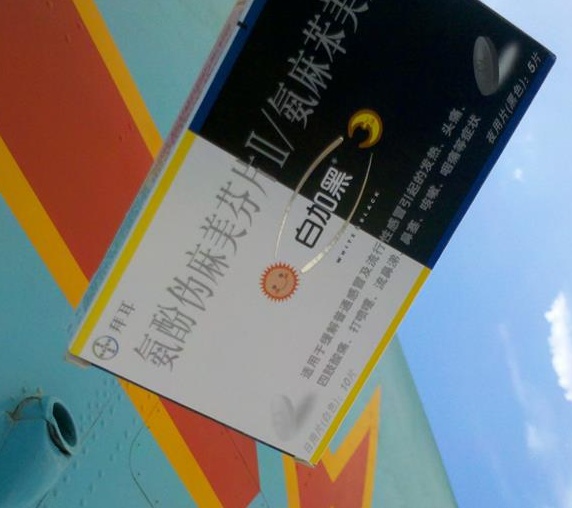 拜耳
氨酚伪麻美芬片II/氨麻苯美
白加黑
WHITE & BLACK
适用于缓解普通感冒及流行性感冒引起的发热、头痛、
四肢酸痛、打喷嚏、流鼻涕、鼻塞、咳嗽、咽痛等症状
日用片(白色): 10片
夜用片(黑色): 5片